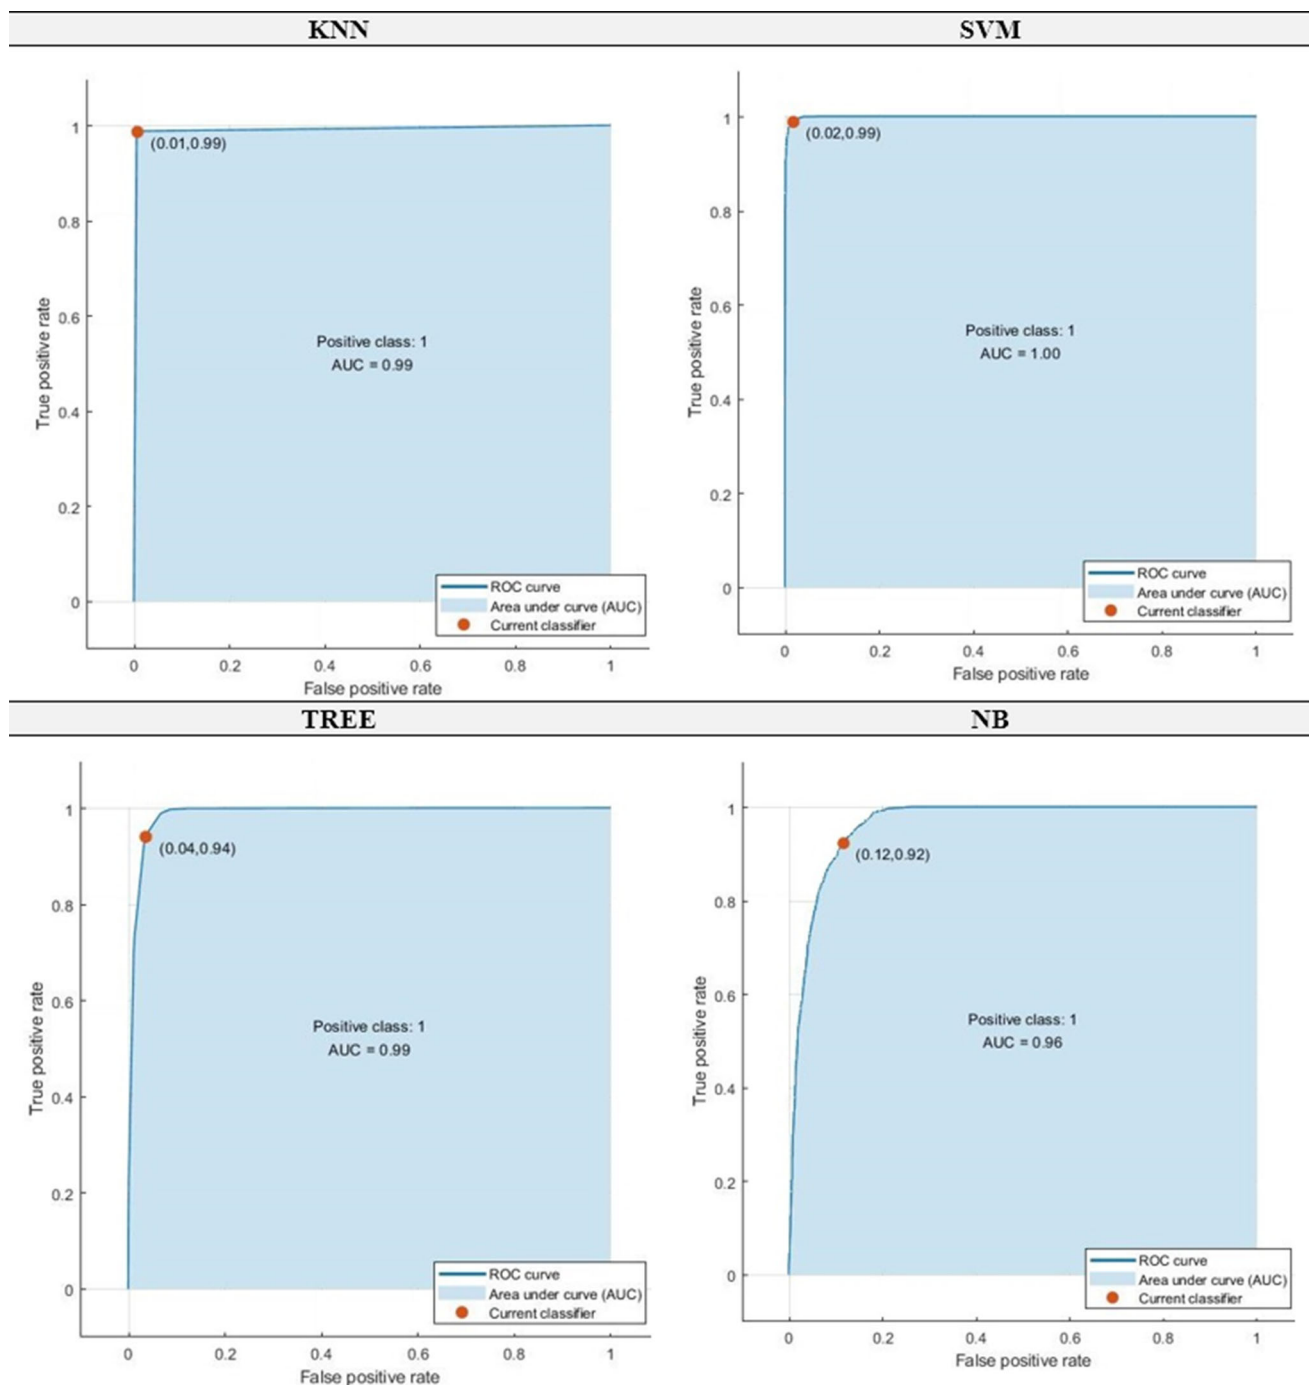 KNN
1
(0.01,0.99)
0.8
0.6
Positive class: 1
AUC = 0.99
0.4
0.2
0
True positive rate
ROC curve
Area under curve (AUC)
Current classifier
0 0.2 0.4 0.6 0.8 1
False positive rate
SVM
1
(0.02,0.99)
0.8
0.6
Positive class: 1
AUC = 1.00
0.4
0.2
0
True positive rate
ROC curve
Area under curve (AUC)
Current classifier
0 0.2 0.4 0.6 0.8 1
False positive rate
TREE
1
(0.04,0.94)
0.8
0.6
Positive class: 1
AUC = 0.99
0.4
0.2
0
True positive rate
ROC curve
Area under curve (AUC)
Current classifier
0 0.2 0.4 0.6 0.8 1
False positive rate
NB
1
(0.12,0.92)
0.8
0.6
Positive class: 1
AUC = 0.96
0.4
0.2
0
True positive rate
ROC curve
Area under curve (AUC)
Current classifier
0 0.2 0.4 0.6 0.8 1
False positive rate